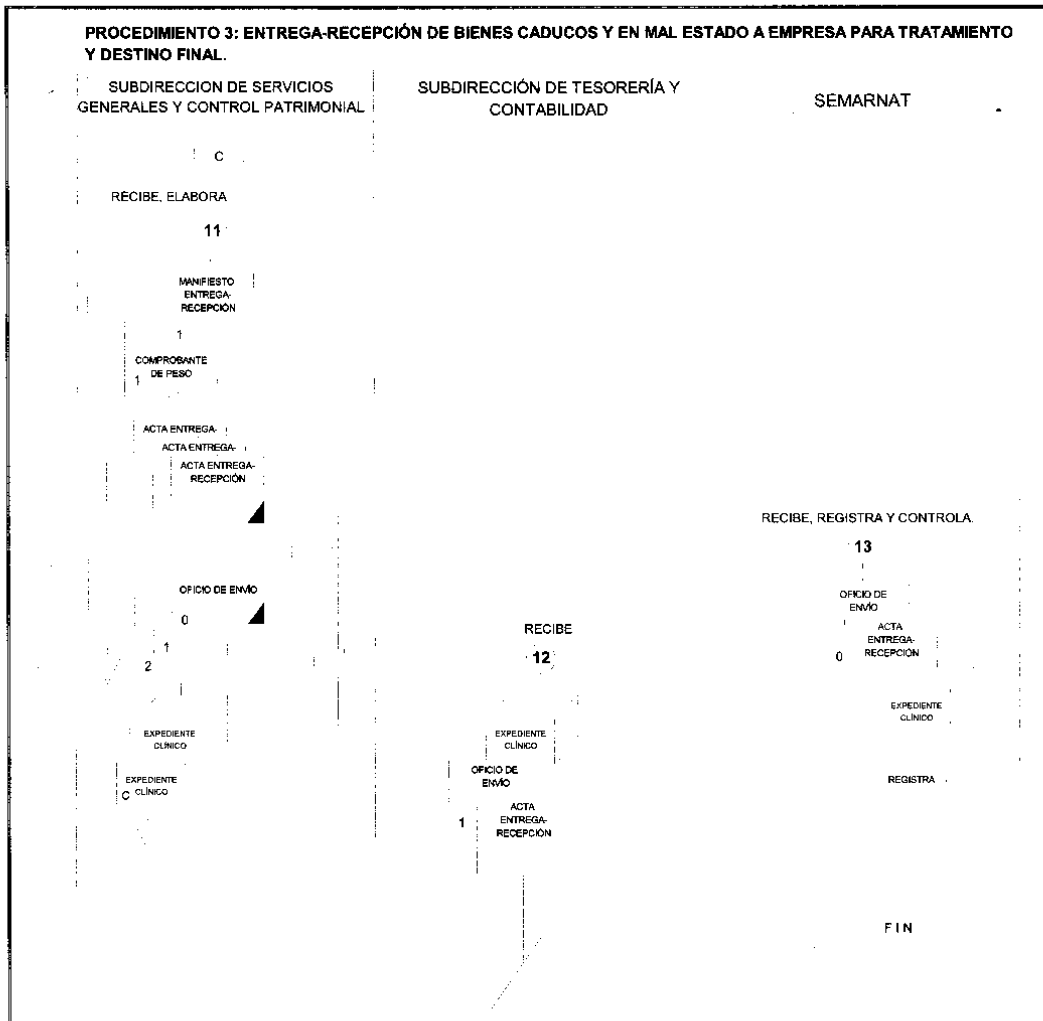 PROCEDIMIENTO 3: ENTREGA-RECEPCIÓN DE BIENES CADUCOS Y EN MAL ESTADO A EMPRESA PARA TRATAMIENTO
Y DESTINO FINAL.
SUBDIRECCION DE SERVICIOS
GENERALES Y CONTROL PATRIMONIAL
SUBDIRECCIÓN DE TESORERÍA Y
CONTABILIDAD
SEMARNAT
C
RECIBE, ELABORA
11
MANIFIESTO
ENTREGA-
RECEPCIÓN
1
COMPROBANTE
DE PESO
1
ACTA ENTREGA-
ACTA ENTREGA-
ACTA ENTREGA-
RECEPCIÓN
OFICIO DE ENVÍO
0
1
2
EXPEDIENTE
CLÍNICO
EXPEDIENTE
CLÍNICO
C
RECIBE
12
EXPEDIENTE
CLÍNICO
OFICIO DE
ENVÍO
ACTA
ENTREGA-
RECEPCIÓN
1
RECIBE, REGISTRA Y CONTROLA.
13
OFICIO DE
ENVÍO
ACTA
ENTREGA-
RECEPCIÓN
0
EXPEDIENTE
CLÍNICO
REGISTRA
FIN